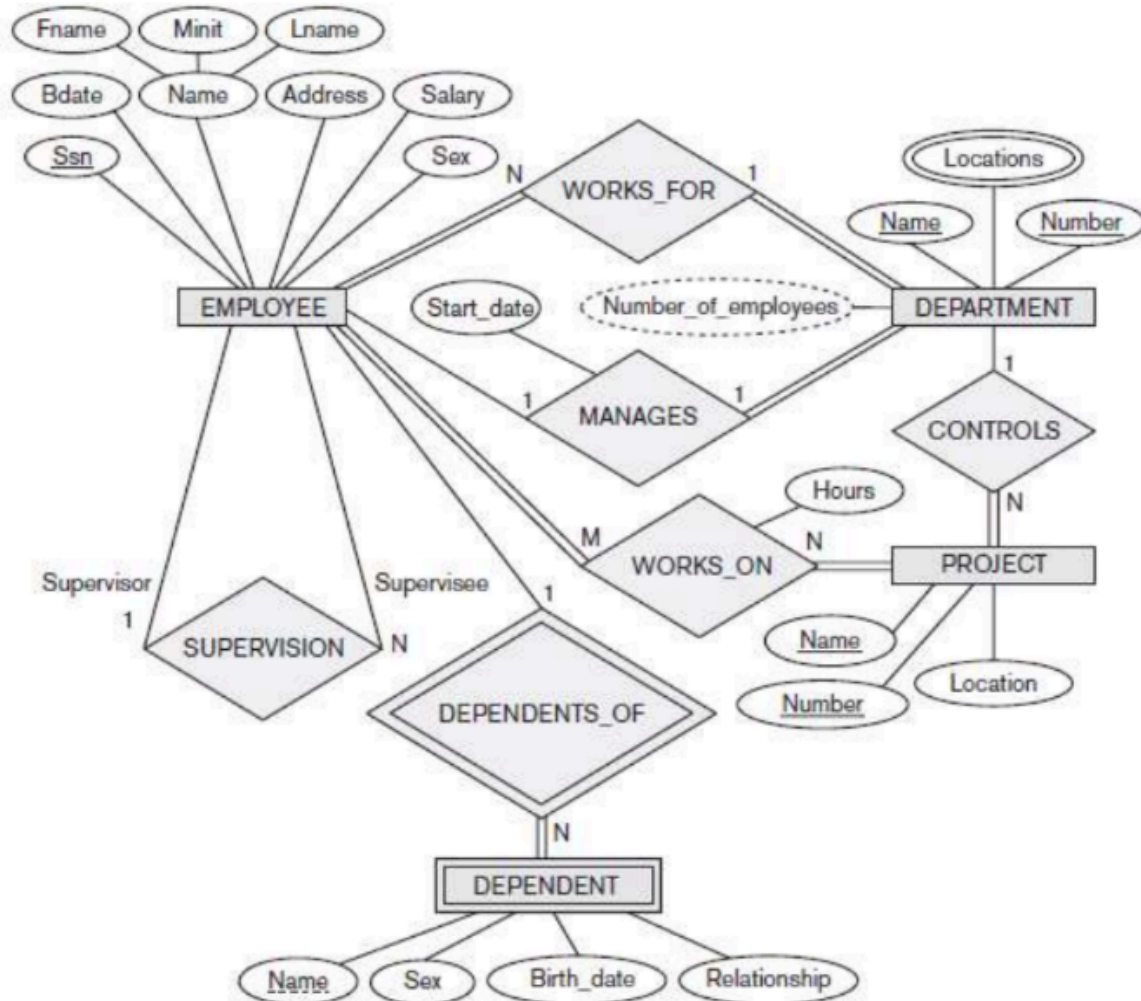 Fname Minit Lname
Bdate Name Address Salary
Ssn Sex
N WORKS_FOR 1
Locations
Name Number
EMPLOYEE
Start_date
Number_of_employees
DEPARTMENT
1 MANAGES 1
1
CONTROLS
N
Hours
M WORKS_ON N
PROJECT
Supervisor
1
Supervisee
N
SUPERVISION
1
Name
Number
Location
DEPENDENTS_OF
N
DEPENDENT
Name Sex Birth_date Relationship